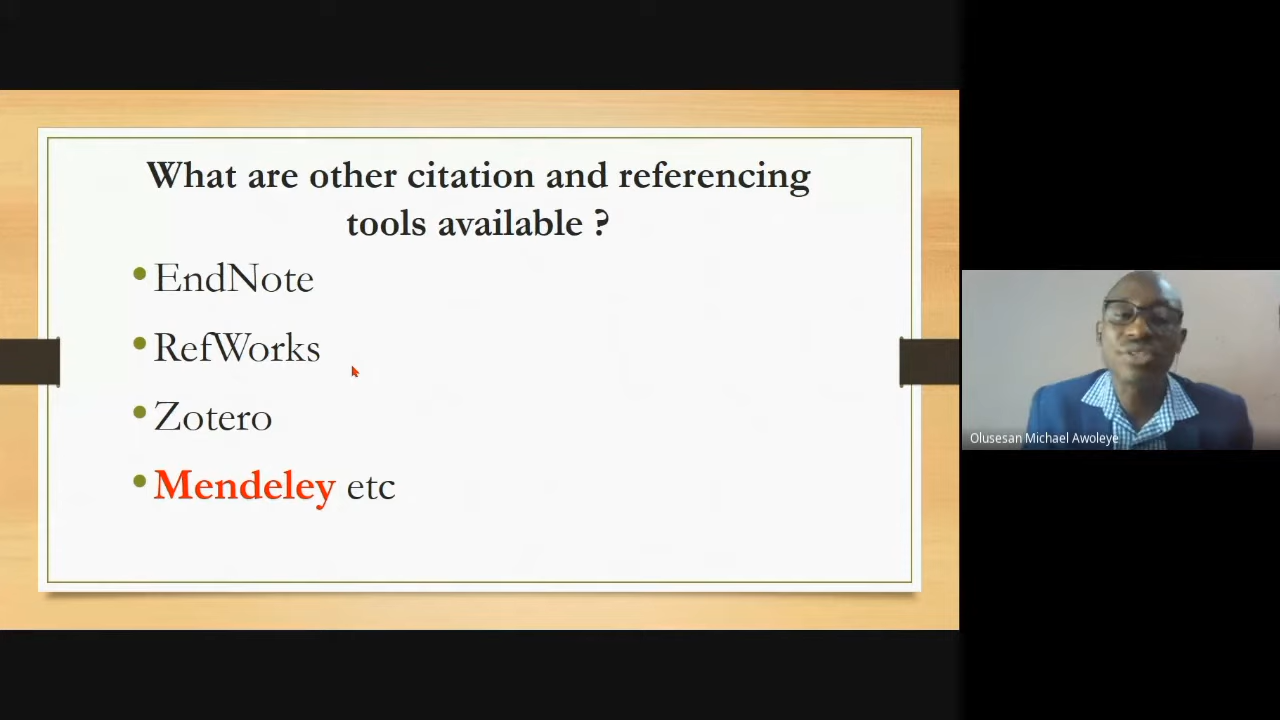 What are other citation and referencing
tools available ?
• EndNote
• RefWorks
• Zotero
• Mendeley etc
Olusesan Michael Awoleye